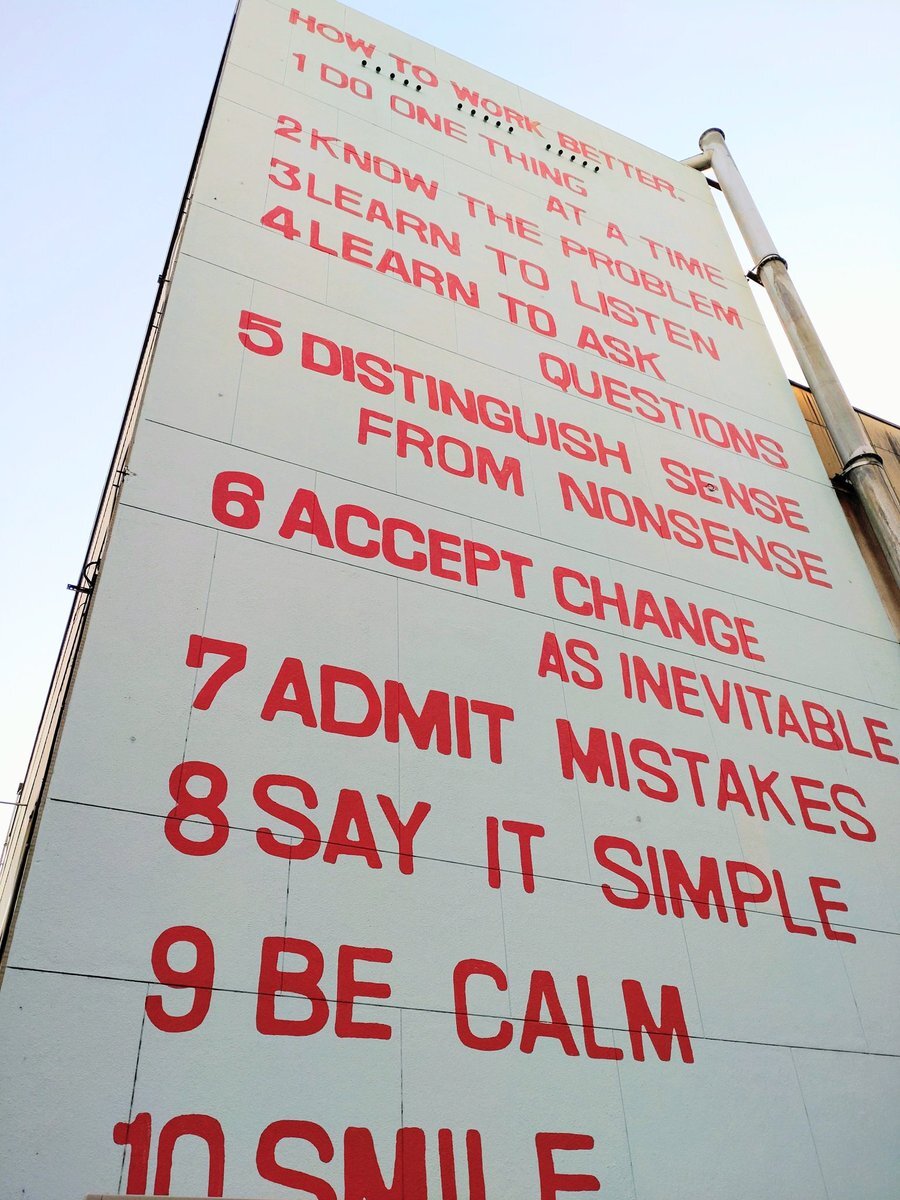 HOW TO WORK BETTER.
1 DO ONE THING
AT A TIME
2 KNOW THE PROBLEM
3 LEARN TO LISTEN
4 LEARN TO ASK
QUESTIONS
5 DISTINGUISH SENSE
FROM NONSENSE
6 ACCEPT CHANGE
AS INEVITABLE
7 ADMIT MISTAKES
8 SAY IT SIMPLE
9 BE CALM
10 SMILE